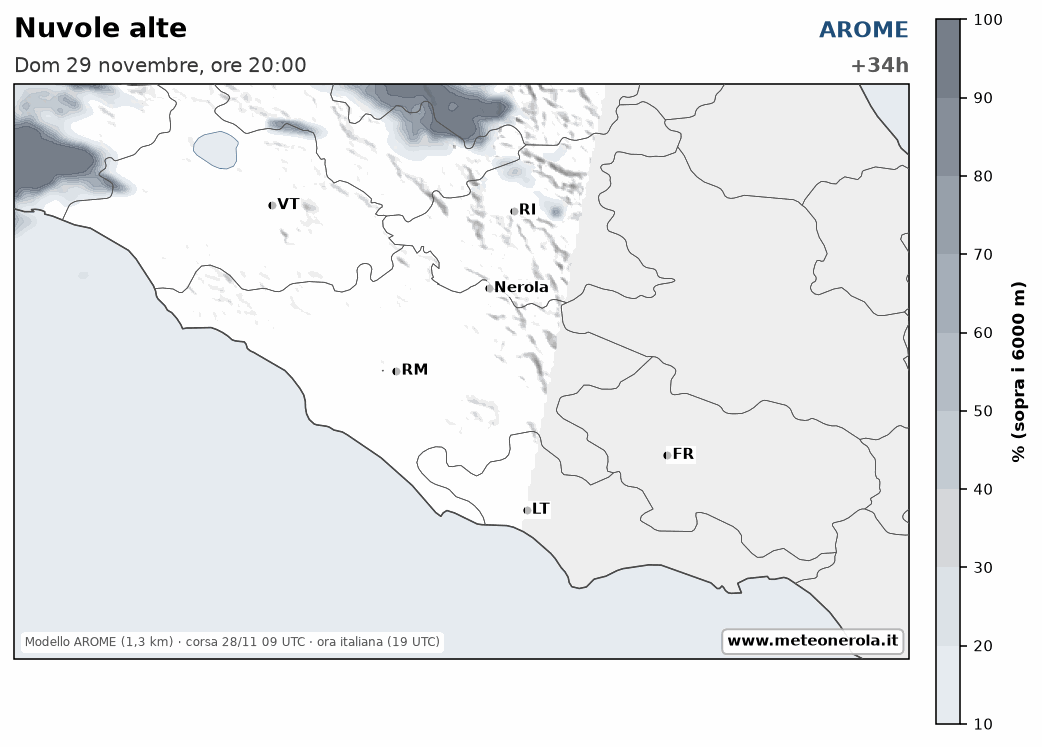 Nuvole alte
AROME
Dom 29 novembre, ore 20:00
+34h
100
90
80
70
60
50
40
30
20
10
% (sopra i 6000 m)
VT
RI
Nerola
RM
FR
LT
Modello AROME (1,3 km) · corsa 28/11 09 UTC · ora italiana (19 UTC)
www.meteonerola.it